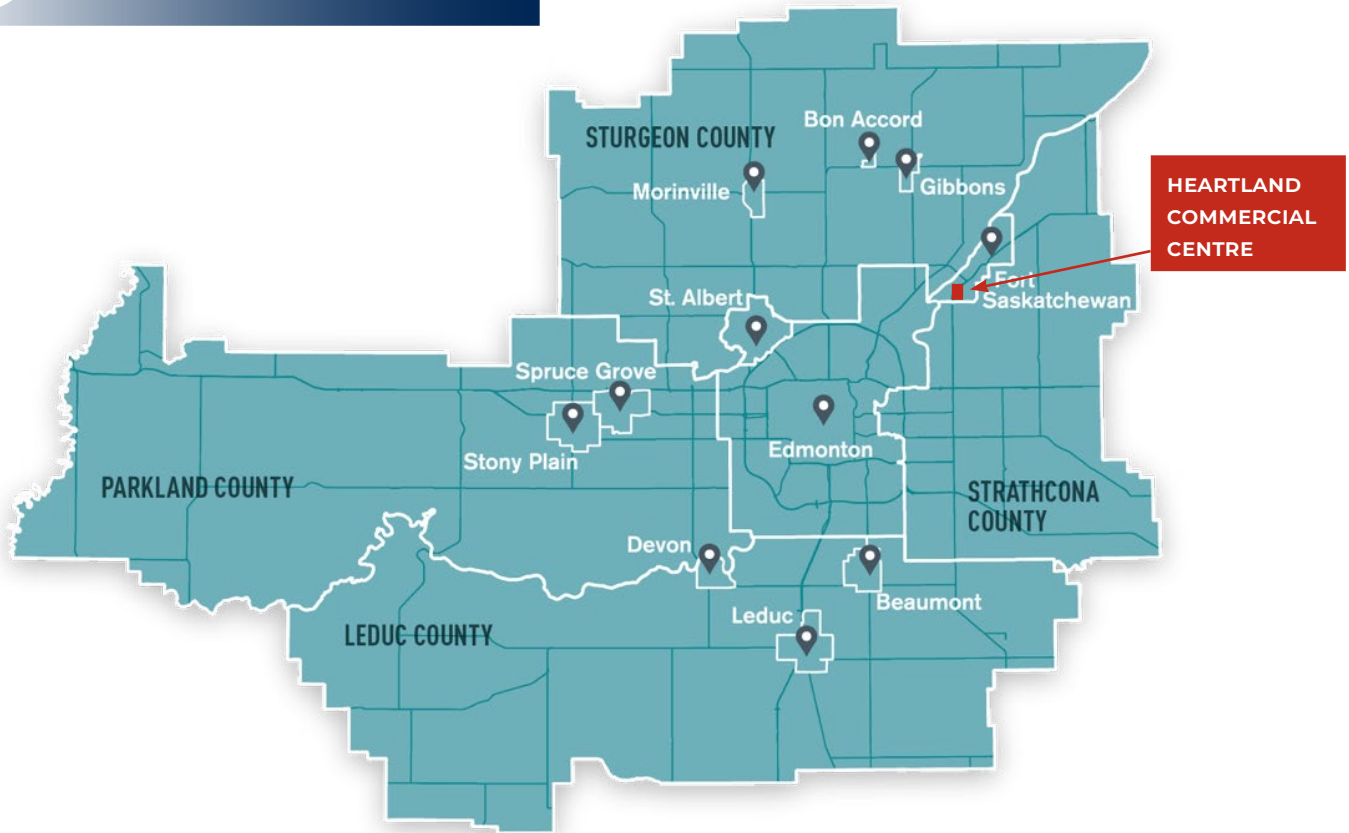 Bon Accord
STURGEON COUNTY
Morinville
Gibbons
HEARTLAND
COMMERCIAL
CENTRE
Fort
Saskatchewan
St. Albert
Spruce Grove
Edmonton
Stony Plain
PARKLAND COUNTY
STRATHCONA
COUNTY
Devon
Beaumont
Leduc
LEDUC COUNTY